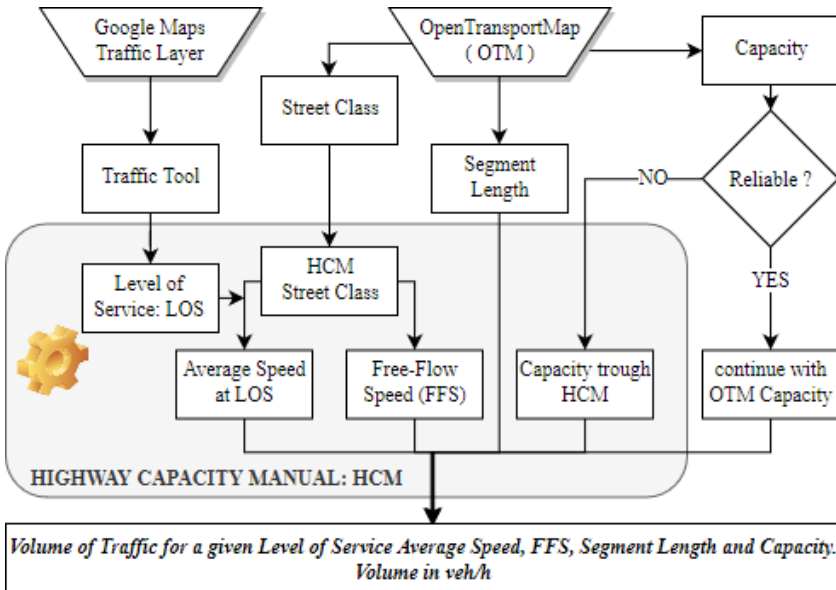 Google Maps
Traffic Layer
OpenTransportMap
( OTM )
Capacity
Street Class
Traffic Tool
Segment
Length
NO
Reliable ?
HCM
Street Class
Level of
Service: LOS
YES
Average Speed
at LOS
Free-Flow
Speed (FFS)
Capacity trough
HCM
continue with
OTM Capacity
HIGHWAY CAPACITY MANUAL: HCM
Volume of Traffic for a given Level of Service Average Speed, FFS, Segment Length and Capacity.
Volume in veh/h